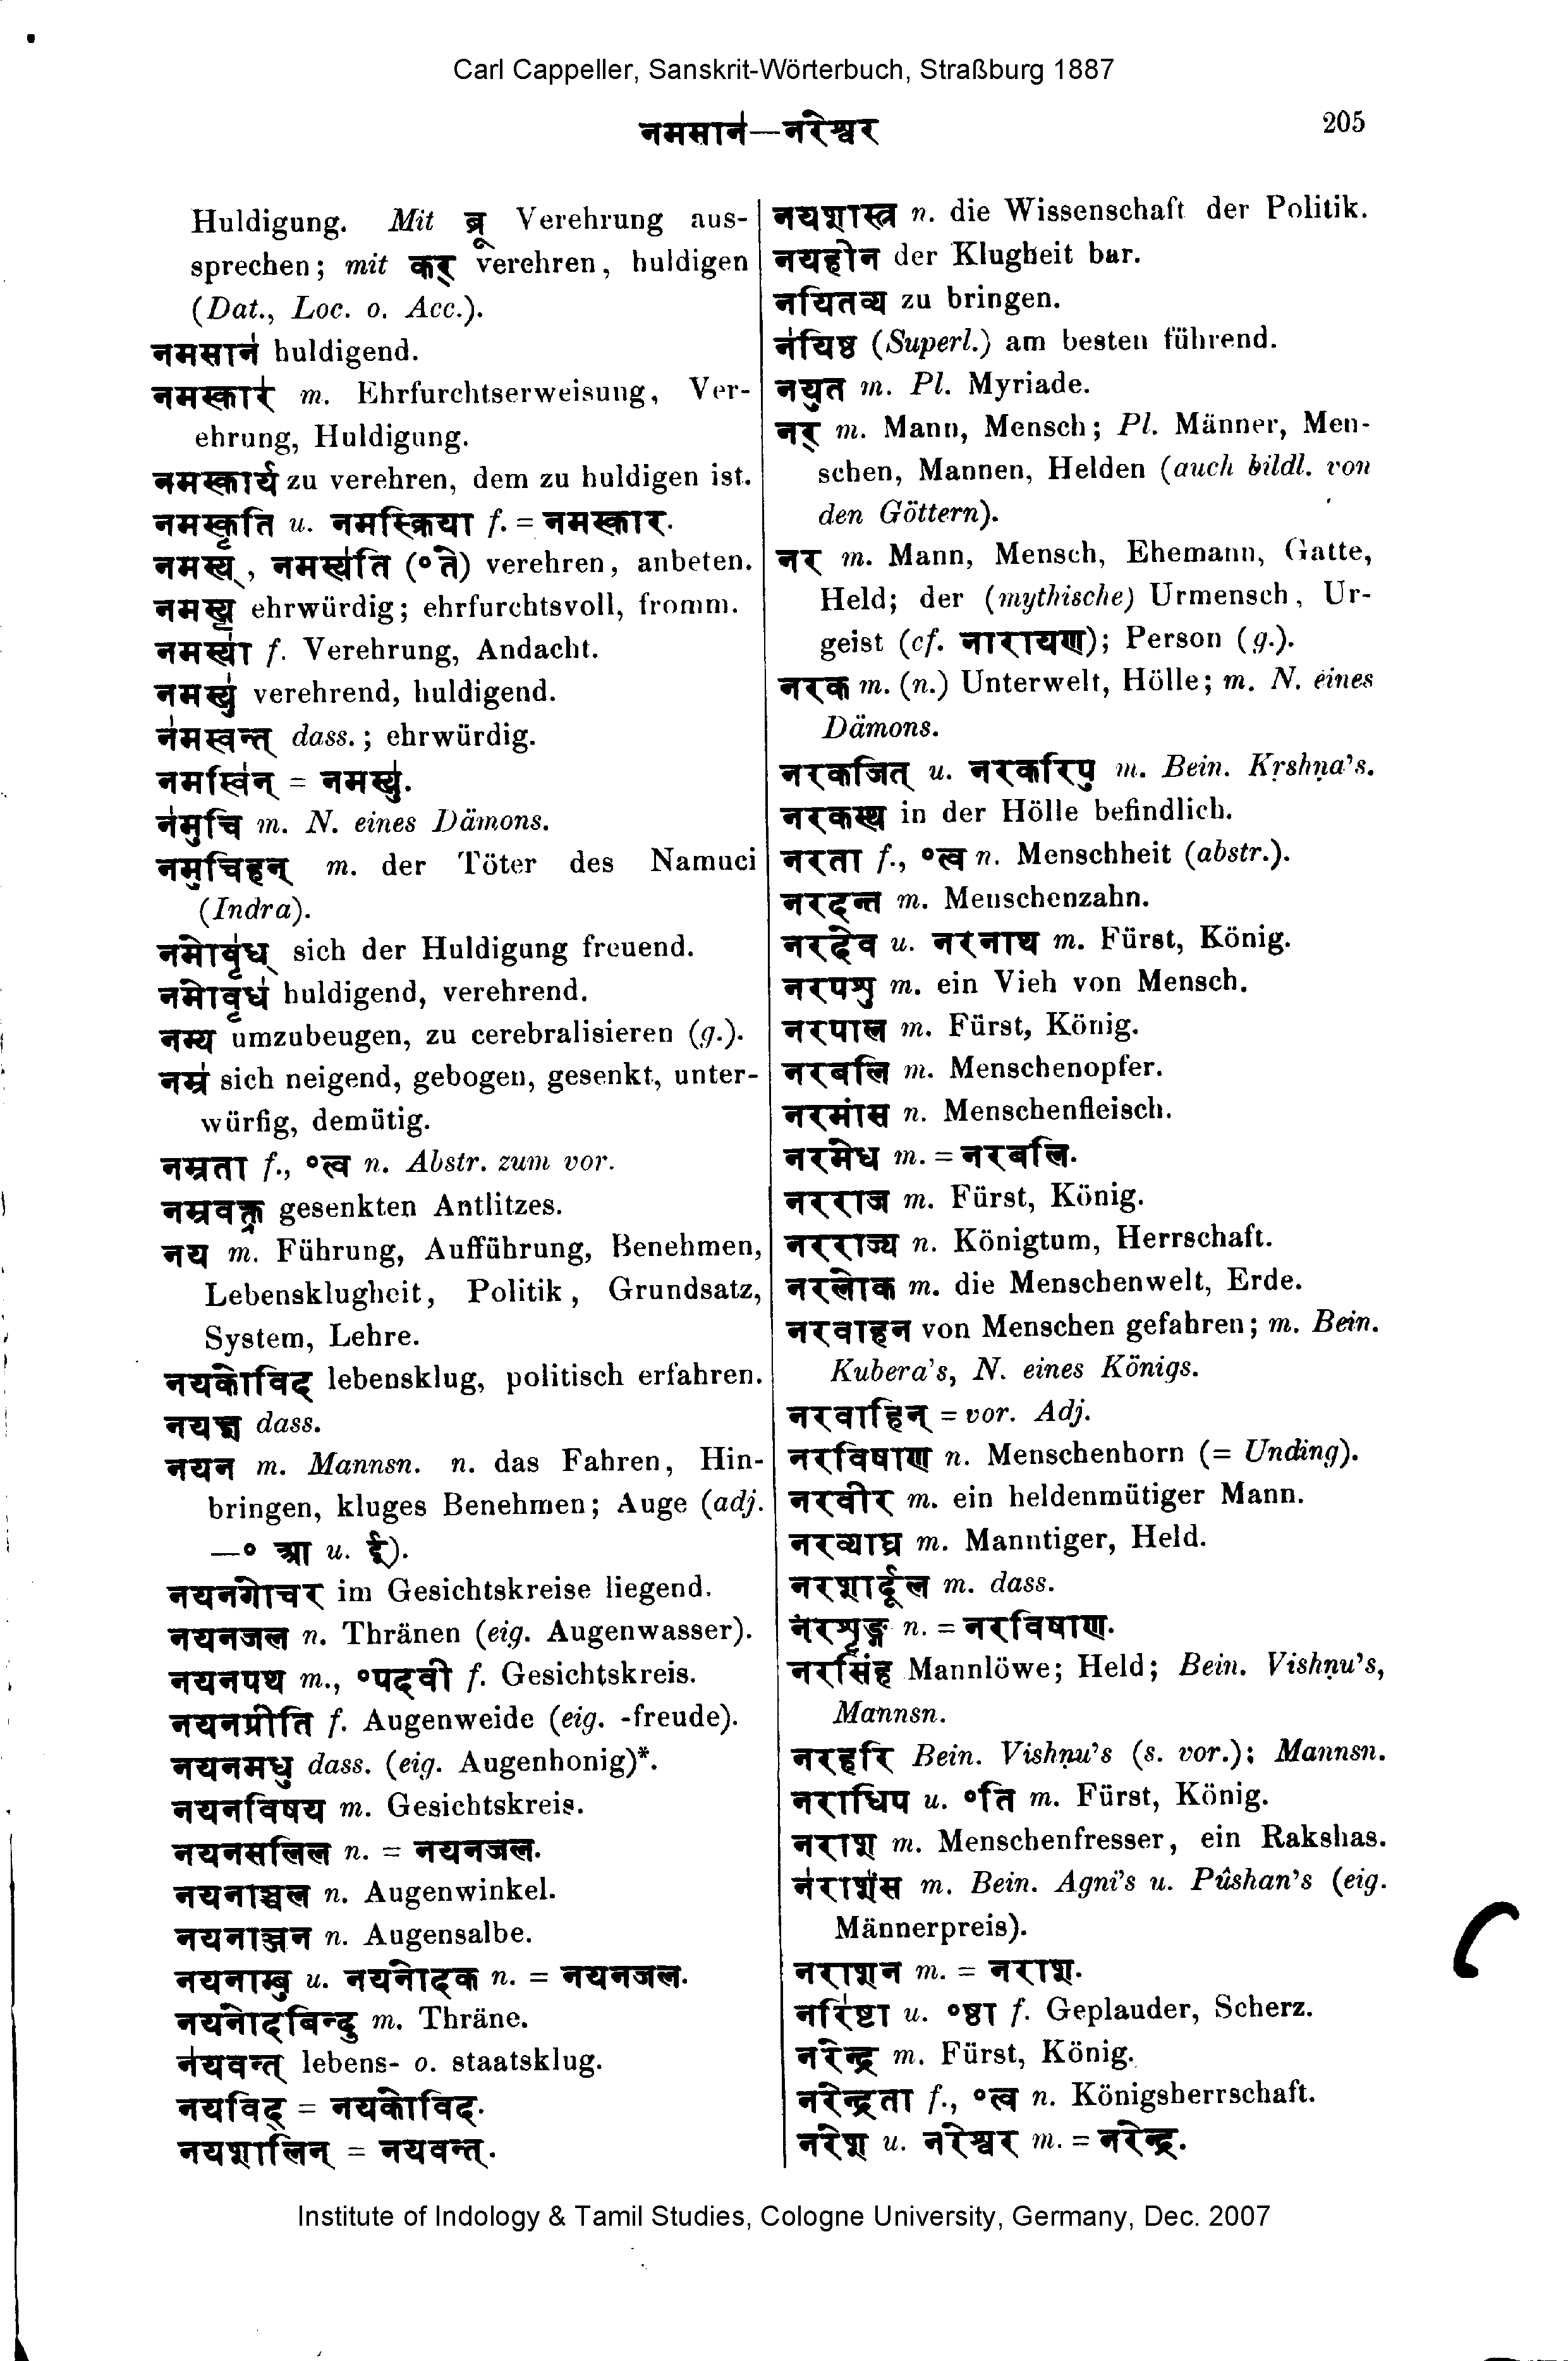 Carl Cappeller, Sanskrit-Wörterbuch, Straßburg 1887
नमसान॑—नरेश्वर
205
Huldigung. Mit ब्रू Verehrung aus-
sprechen; mit कर् verehren, huldigen
(Dat., Loc. o. Acc.).
नमसान॑ huldigend.
नमस्कार॑ m. Ehrfurchtserweisung, Ver-
ehrung, Huldigung.
नमस्कार्य zu verehren, dem zu huldigen ist.
नमस्कृति u. नमस्क्रिया f. = नमस्कार.
नमस्य॑, नमस्य॑ति (°ते) verehren, anbeten.
नमस्य॑ ehrwürdig; ehrfurchtsvoll, fromm.
नमस्या॑ f. Verehrung, Andacht.
नमस्यु॑ verehrend, huldigend.
न॑मस्वन्त् dass.; ehrwürdig.
नमस्वि॑न् = नमस्यु॑.
न॑मुचि m. N. eines Dämons.
नमुचिहन् m. der Töter des Namuci
(Indra).
नमोवृ॑ध् sich der Huldigung freuend.
नमोवृध॑ huldigend, verehrend.
नम्य umzubeugen, zu cerebralisieren (g.).
नम्र॑ sich neigend, gebogen, gesenkt, unter-
würfig, demütig.
नम्रता f., °त्व n. Abstr. zum vor.
नम्रवक्त्र gesenkten Antlitzes.
नय m. Führung, Aufführung, Benehmen,
Lebensklugheit, Politik, Grundsatz,
System, Lehre.
नयकोविद् lebensklug, politisch erfahren.
नयज्ञ dass.
नयन m. Mannsn. n. das Fahren, Hin-
bringen, kluges Benehmen; Auge (adj.
—° आ u. ई).
नयनगोचर im Gesichtskreise liegend.
नयनजल n. Thränen (eig. Augenwasser).
नयनपथ m., °पदवी f. Gesichtskreis.
नयनप्रीति f. Augenweide (eig. -freude).
नयनमधु dass. (eig. Augenhonig)*.
नयनविषय m. Gesichtskreis.
नयनसलिल n. = नयनजल.
नयनाञ्चल n. Augenwinkel.
नयनाञ्जन n. Augensalbe.
नयनाम्बु u. नयनोदक n. = नयनजल.
नयनोदबिन्दु m. Thräne.
न॑यवन्त् lebens- o. staatsklug.
नयविद् = नयकोविद.
नयशालिन् = नयवन्त्.
नयशास्त्र n. die Wissenschaft der Politik.
नयहीन der Klugheit bar.
नयितव्य zu bringen.
न॑यिष्ठ (Superl.) am besten führend.
नयुत m. Pl. Myriade.
नर् m. Mann, Mensch; Pl. Männer, Men-
schen, Mannen, Helden (auch bildl. von
den Göttern).
नर m. Mann, Mensch, Ehemann, Gatte,
Held; der (mythische) Urmensch, Ur-
geist (cf. नारायण); Person (g.).
नरक m. (n.) Unterwelt, Hölle; m. N. eines
Dämons.
नरकजित् u. नरकरिपु m. Bein. Kṛshṇa's.
नरकस्थ in der Hölle befindlich.
नरता f., °त्व n. Menschheit (abstr.).
नरदन्त m. Menschenzahn.
नरदेव u. नरनाथ m. Fürst, König.
नरपशु m. ein Vieh von Mensch.
नरपाल m. Fürst, König.
नरबलि m. Menschenopfer.
नरमांस n. Menschenfleisch.
नरमेध m. = नरबलि.
नरराज m. Fürst, König.
नरराज्य n. Königtum, Herrschaft.
नरलोक m. die Menschenwelt, Erde.
नरवाहन von Menschen gefahren; m. Bein.
Kubera's, N. eines Königs.
नरवाहिन् = vor. Adj.
नरविषाण n. Menschenhorn (= Unding).
नरवीर m. ein heldenmütiger Mann.
नरव्याघ्र m. Manntiger, Held.
नरशार्दूल m. dass.
नरशृङ्ग n. = नरविषाण.
नरसिंह Mannlöwe; Held; Bein. Vishṇu's,
Mannsn.
नरहरि Bein. Vishṇu's (s. vor.); Mannsn.
नराधिप u. °ति m. Fürst, König.
नराश m. Menschenfresser, ein Rakshas.
न॑राशं॑स m. Bein. Agni's u. Pûshan's (eig.
Männerpreis).
नराशन m. = नराश.
नरि॑ष्टा u. °ष्ठा f. Geplauder, Scherz.
नरेन्द्र m. Fürst, König.
नरेन्द्रता f., °त्व n. Königsherrschaft.
नरेश u. नरेश्वर m. = नरेन्द्र.
Institute of Indology & Tamil Studies, Cologne University, Germany, Dec. 2007